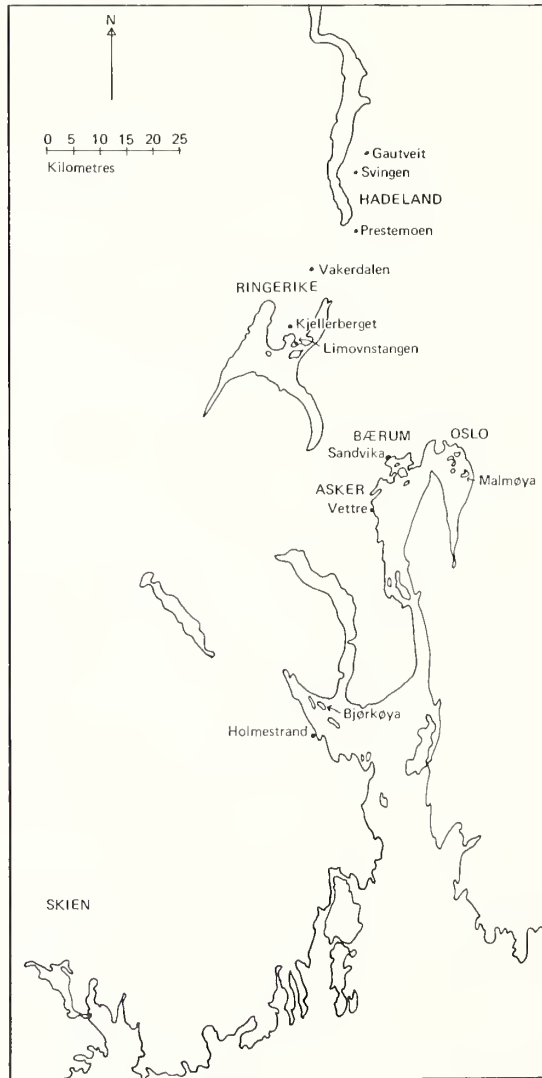 N
0 5 10 15 20 25
Kilometres
Gautveit
Svingen
HADELAND
Prestemoen
Vakerdalen
RINGERIKE
Kjellerberget
Limovnstangen
BÆRUM OSLO
Sandvika
Malmøya
ASKER
Vettre
Bjørkøya
Holmestrand
SKIEN